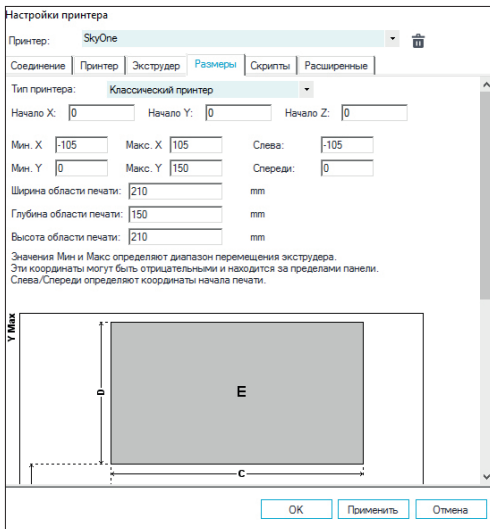 Настройки принтера
Принтер: SkyOne
Соединение Принтер Экструдер Размеры Скрипты Расширенные
Тип принтера: Классический принтер
Начало X: 0 Начало Y: 0 Начало Z: 0
Мин. X -105 Макс. X 105 Слева: -105
Мин. Y 0 Макс. Y 150 Спереди: 0
Ширина области печати: 210 mm
Глубина области печати: 150 mm
Высота области печати: 210 mm
Значения Мин и Макс определяют диапазон перемещения экструдера.
Эти координаты могут быть отрицательными и находится за пределами панели.
Слева/Спереди определяют координаты начала печати.
Y Max
D
E
C
OK Применить Отмена